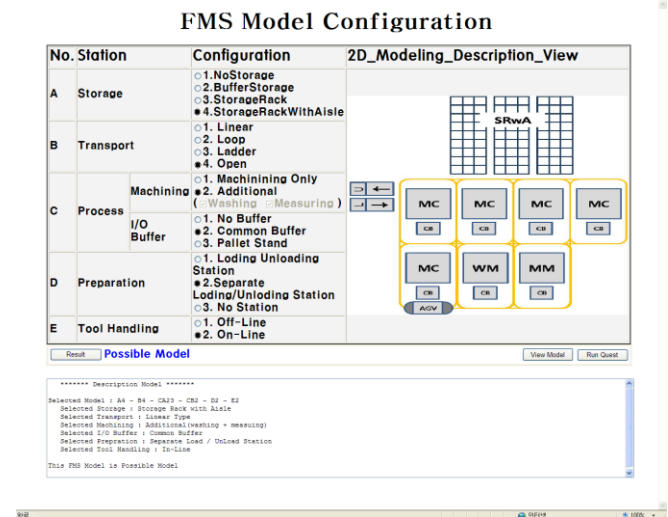 FMS Model Configuration
No. Station Configuration 2D_Modeling_Description_View
A Storage
1.NoStorage
2.BufferStorage
3.StorageRack
4.StorageRackWithAisle
B Transport
1. Linear
2. Loop
3. Ladder
4. Open
C Process
Machining
1. Machinining Only
2. Additional
( Washing Measuring )
I/O
Buffer
1. No Buffer
2. Common Buffer
3. Pallet Stand
D Preparation
1. Loding Unloading
Station
2.Separate
Loding/Unloding Station
3. No Station
E Tool Handling
1. Off-Line
2. On-Line
SRwA
MC MC MC MC
CB CB CB CB
MC WM MM
CB CB CB
AGV
Result Possible Model View Model Run Quest
******* Description Model *******
Selected Model : A4 - B4 - CA23 - CB2 - D2 - E2
Selected Storage : Storage Rack with Aisle
Selected Transport : Linear Type
Selected Machining : Additional(washing + measuing)
Selected I/O Buffer : Common Buffer
Selected Prepration : Separate Load / UnLoad Station
Selected Tool Handling : In-Line
This FMS Model is Possible Model
완료 인터넷 100%